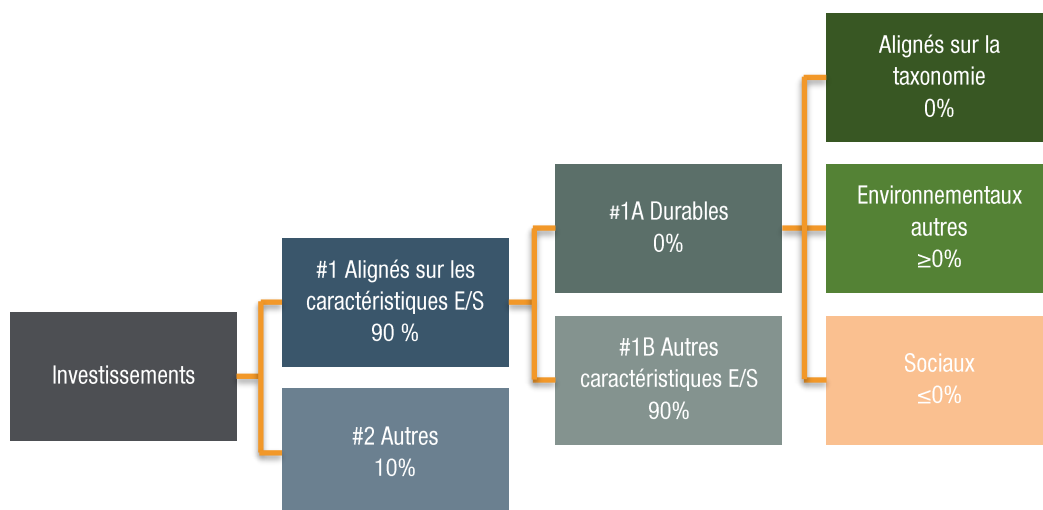 Investissements
#1 Alignés sur les
caractéristiques E/S
90 %
#2 Autres
10%
#1A Durables
0%
#1B Autres
caractéristiques E/S
90%
Alignés sur la
taxonomie
0%
Environnementaux
autres
≥0%
Sociaux
≤0%